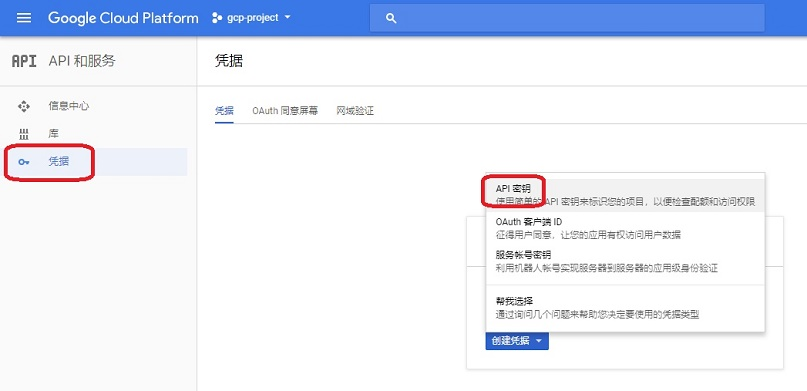 Google Cloud Platform
gcp-project
API
API 和服务
凭据
信息中心
库
凭据
凭据
OAuth 同意屏幕
网域验证
API 密钥
使用简单的 API 密钥来标识您的项目，以便检查配额和访问权限
OAuth 客户端 ID
征得用户同意，让您的应用有权访问用户数据
服务帐号密钥
利用机器人帐号实现服务器到服务器的应用级身份验证
帮我选择
通过询问几个问题来帮助您决定要使用的凭据类型
创建凭据